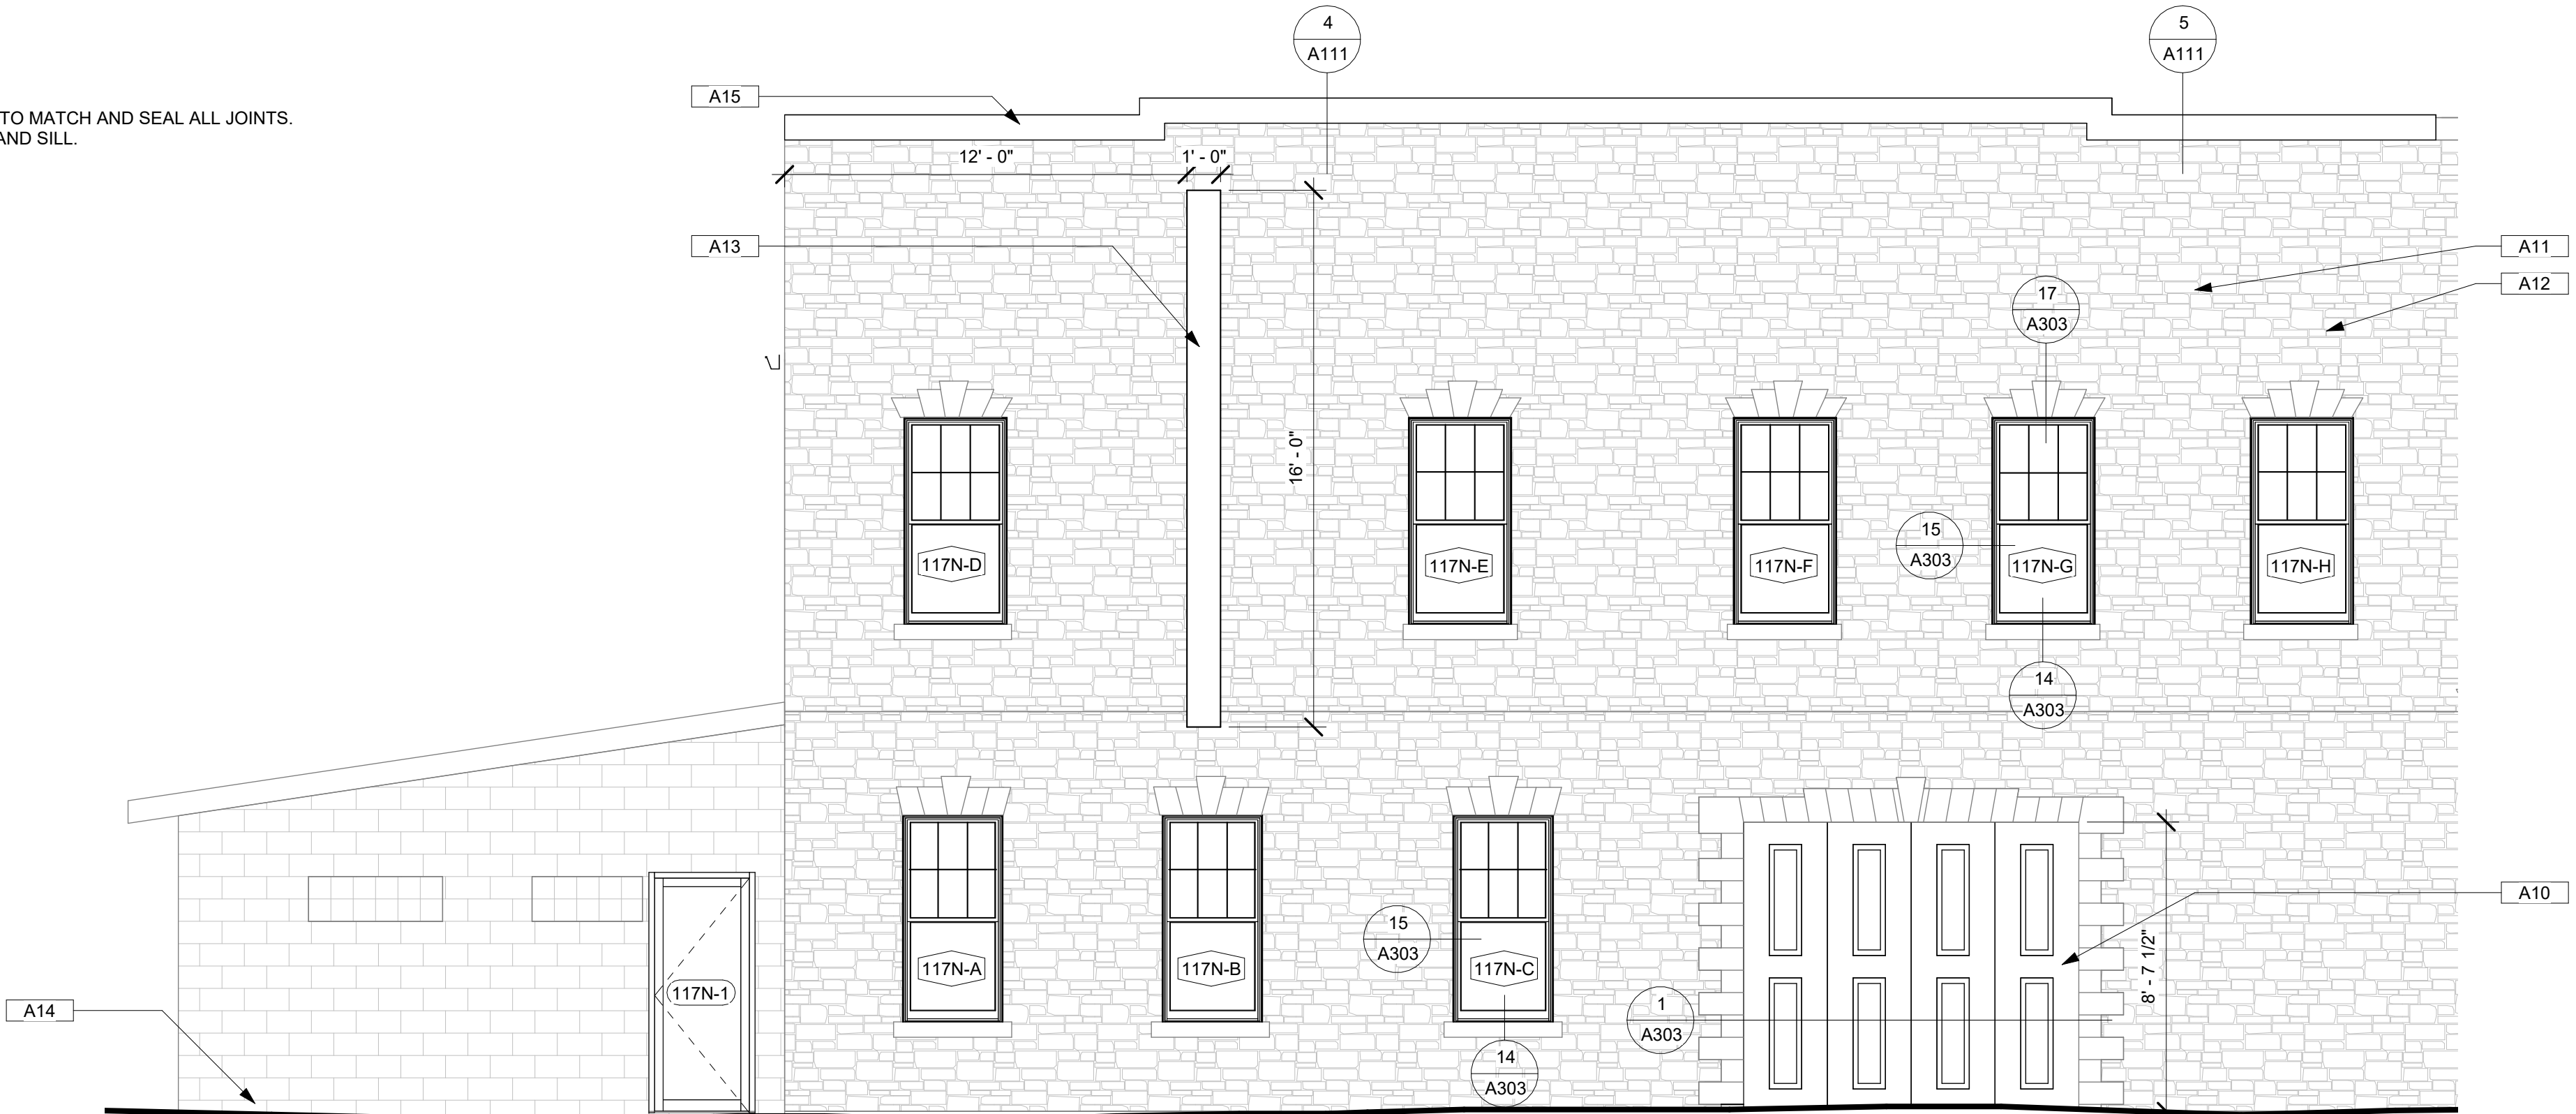 4
A111
5
A111
A15
TO MATCH AND SEAL ALL JOINTS.
AND SILL.
12' - 0"
1' - 0"
A13
A11
A12
17
A303
16' - 0"
15
A303
117N-D
117N-E
117N-F
117N-G
117N-H
14
A303
A10
15
A303
8' - 7 1/2"
117N-A
117N-B
117N-C
117N-1
A14
1
A303
14
A303